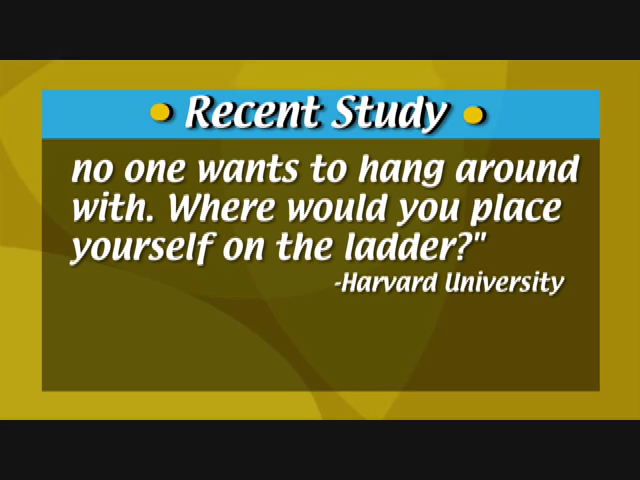 Recent Study
no one wants to hang around
with. Where would you place
yourself on the ladder?"
-Harvard University